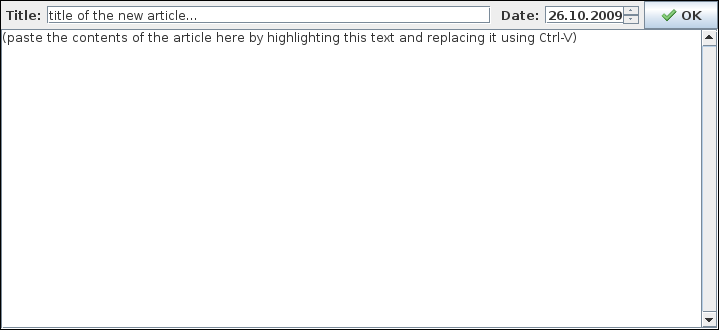 Title: title of the new article... Date: 26.10.2009 OK
(paste the contents of the article here by highlighting this text and replacing it using Ctrl-V)